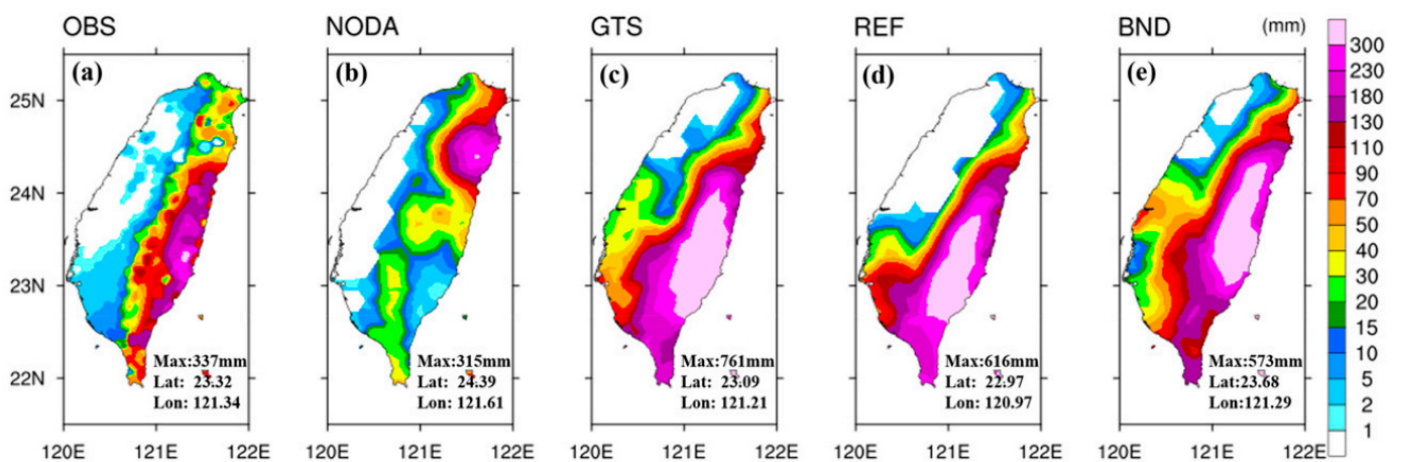 OBS
NODA
GTS
REF
BND
(mm)
(a)
(b)
(c)
(d)
(e)
25N
24N
23N
22N
Max:337mm
Lat: 23.32
Lon: 121.34
Max:315mm
Lat: 24.39
Lon: 121.61
Max:761mm
Lat: 23.09
Lon: 121.21
Max:616mm
Lat: 22.97
Lon: 120.97
Max:573mm
Lat:23.68
Lon:121.29
120E 121E 122E
120E 121E 122E
120E 121E 122E
120E 121E 122E
120E 121E 122E
300
230
180
130
110
90
70
50
40
30
20
15
10
5
2
1